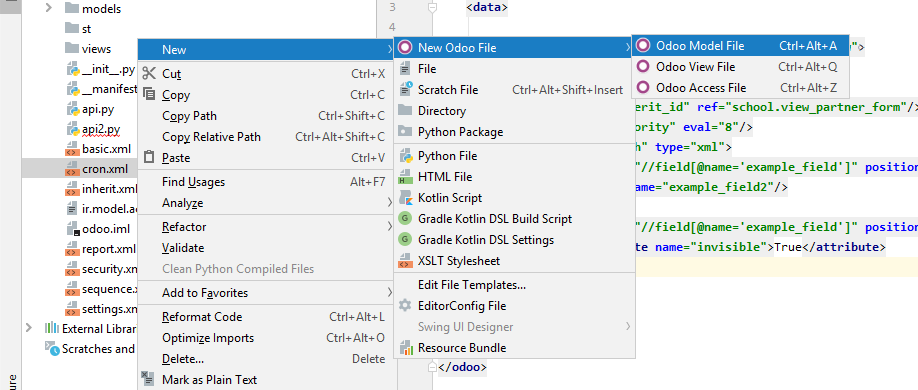 models
st
views
__init__.py
__manifest
api.py
api2.py
basic.xml
cron.xml
inherit.xml
ir.model.ac
odoo.iml
report.xml
security.xm
sequence.x
settings.xm
External Librar
Scratches and
New
Cut Ctrl+X
Copy Ctrl+C
Copy Path Ctrl+Shift+C
Copy Relative Path Ctrl+Alt+Shift+C
Paste Ctrl+V
Find Usages Alt+F7
Analyze
Refactor
Validate
Clean Python Compiled Files
Add to Favorites
Reformat Code Ctrl+Alt+L
Optimize Imports Ctrl+Alt+O
Delete... Delete
Mark as Plain Text
New Odoo File
File
Scratch File Ctrl+Alt+Shift+Insert
Directory
Python Package
Python File
HTML File
Kotlin Script
Gradle Kotlin DSL Build Script
Gradle Kotlin DSL Settings
XSLT Stylesheet
Edit File Templates...
EditorConfig File
Swing UI Designer
Resource Bundle
Odoo Model File Ctrl+Alt+A
Odoo View File Ctrl+Alt+Q
Odoo Access File Ctrl+Alt+Z
3 <data>
4
">
erit_id" ref="school.view_partner_form"/>
ority" eval="8"/>
" type="xml">
"//field[@name='example_field']" position
ame="example_field2"/>
"//field[@name='example_field']" position
te name="invisible">True</attribute>
</odoo>
ure